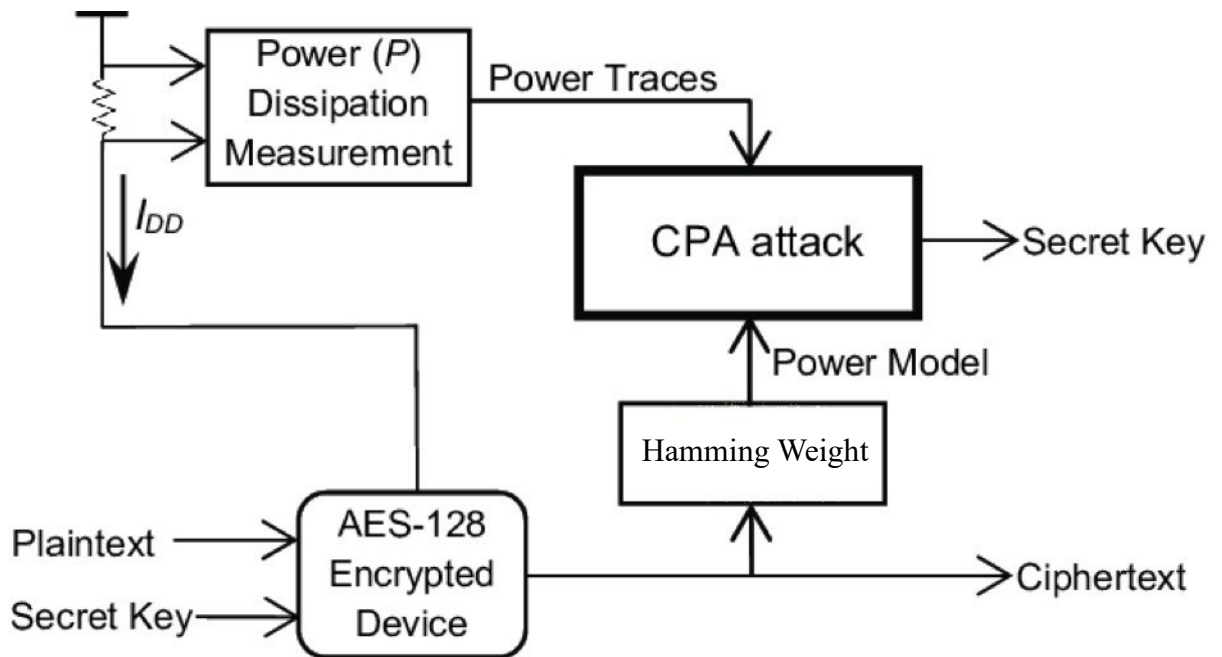 Power (P)
Dissipation
Measurement
Power Traces
I_DD
CPA attack
Secret Key
Power Model
Hamming Weight
AES-128
Encrypted
Device
Plaintext
Secret Key
Ciphertext